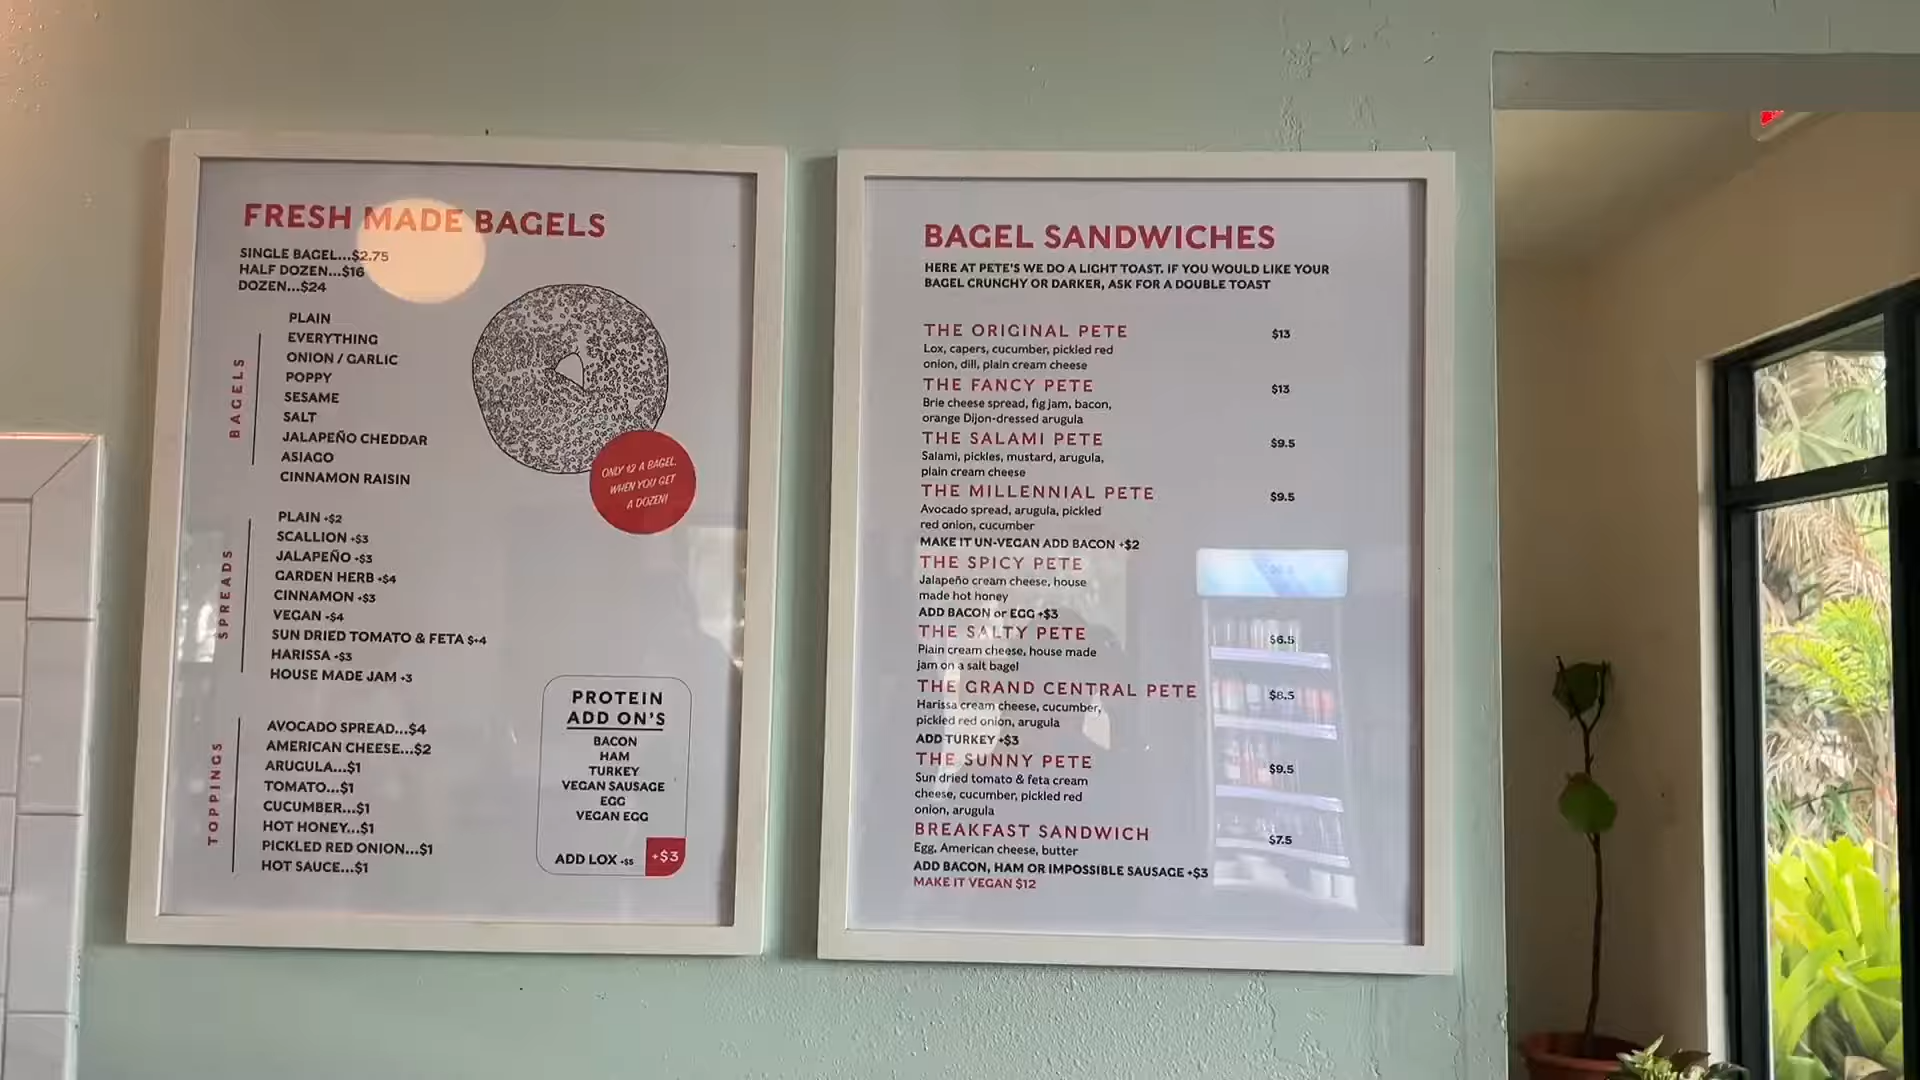 FRESH MADE BAGELS
SINGLE BAGEL...$2.75
HALF DOZEN...$16
DOZEN...$24
BAGELS
PLAIN
EVERYTHING
ONION / GARLIC
POPPY
SESAME
SALT
JALAPEÑO CHEDDAR
ASIAGO
CINNAMON RAISIN
ONLY $2 A BAGEL,
WHEN YOU GET
A DOZEN!
SPREADS
PLAIN +$2
SCALLION +$3
JALAPEÑO +$3
GARDEN HERB +$4
CINNAMON +$3
VEGAN +$4
SUN DRIED TOMATO & FETA $+4
HARISSA +$3
HOUSE MADE JAM +3
TOPPINGS
AVOCADO SPREAD...$4
AMERICAN CHEESE...$2
ARUGULA...$1
TOMATO...$1
CUCUMBER...$1
HOT HONEY...$1
PICKLED RED ONION...$1
HOT SAUCE...$1
PROTEIN
ADD ON'S
BACON
HAM
TURKEY
VEGAN SAUSAGE
EGG
VEGAN EGG
ADD LOX +$5
+$3
BAGEL SANDWICHES
HERE AT PETE'S WE DO A LIGHT TOAST. IF YOU WOULD LIKE YOUR
BAGEL CRUNCHY OR DARKER, ASK FOR A DOUBLE TOAST
THE ORIGINAL PETE $13
Lox, capers, cucumber, pickled red
onion, dill, plain cream cheese
THE FANCY PETE $13
Brie cheese spread, fig jam, bacon,
orange Dijon-dressed arugula
THE SALAMI PETE $9.5
Salami, pickles, mustard, arugula,
plain cream cheese
THE MILLENNIAL PETE $9.5
Avocado spread, arugula, pickled
red onion, cucumber
MAKE IT UN-VEGAN ADD BACON +$2
THE SPICY PETE
Jalapeño cream cheese, house
made hot honey
ADD BACON or EGG +$3
THE SALTY PETE $6.5
Plain cream cheese, house made
jam on a salt bagel
THE GRAND CENTRAL PETE $8.5
Harissa cream cheese, cucumber,
pickled red onion, arugula
ADD TURKEY +$3
THE SUNNY PETE $9.5
Sun dried tomato & feta cream
cheese, cucumber, pickled red
onion, arugula
BREAKFAST SANDWICH $7.5
Egg, American cheese, butter
ADD BACON, HAM OR IMPOSSIBLE SAUSAGE +$3
MAKE IT VEGAN $12